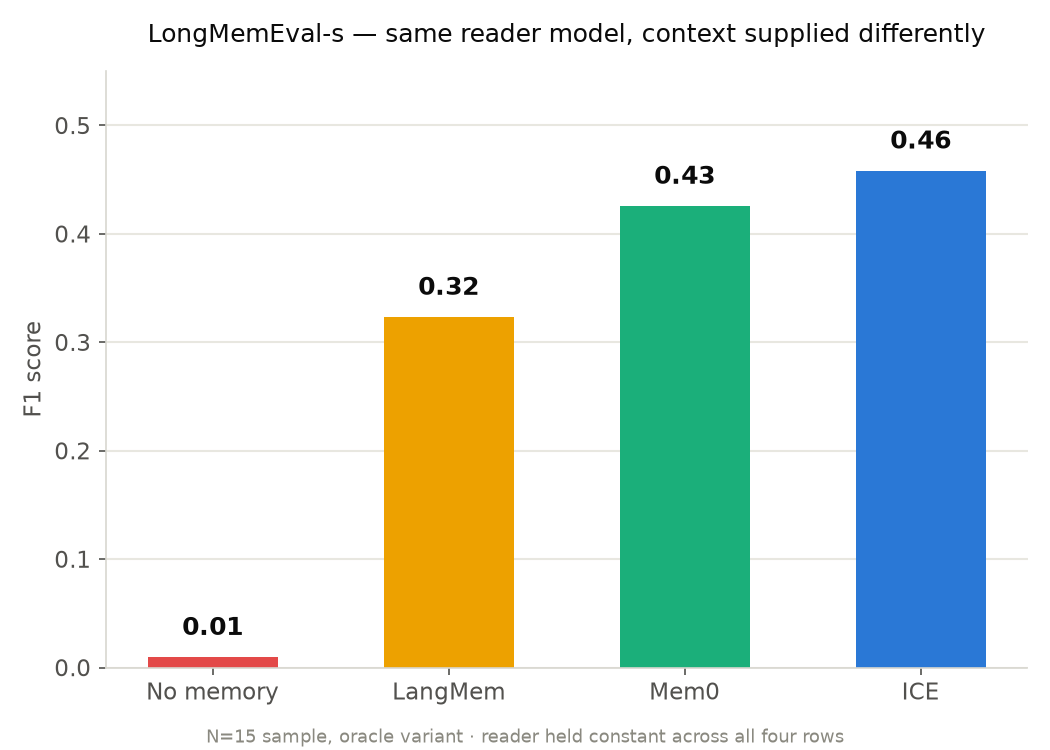 LongMemEval-s — same reader model, context supplied differently
F1 score
0.5
0.4
0.3
0.2
0.1
0.0
0.01
0.32
0.43
0.46
No memory
LangMem
Mem0
ICE
N=15 sample, oracle variant · reader held constant across all four rows